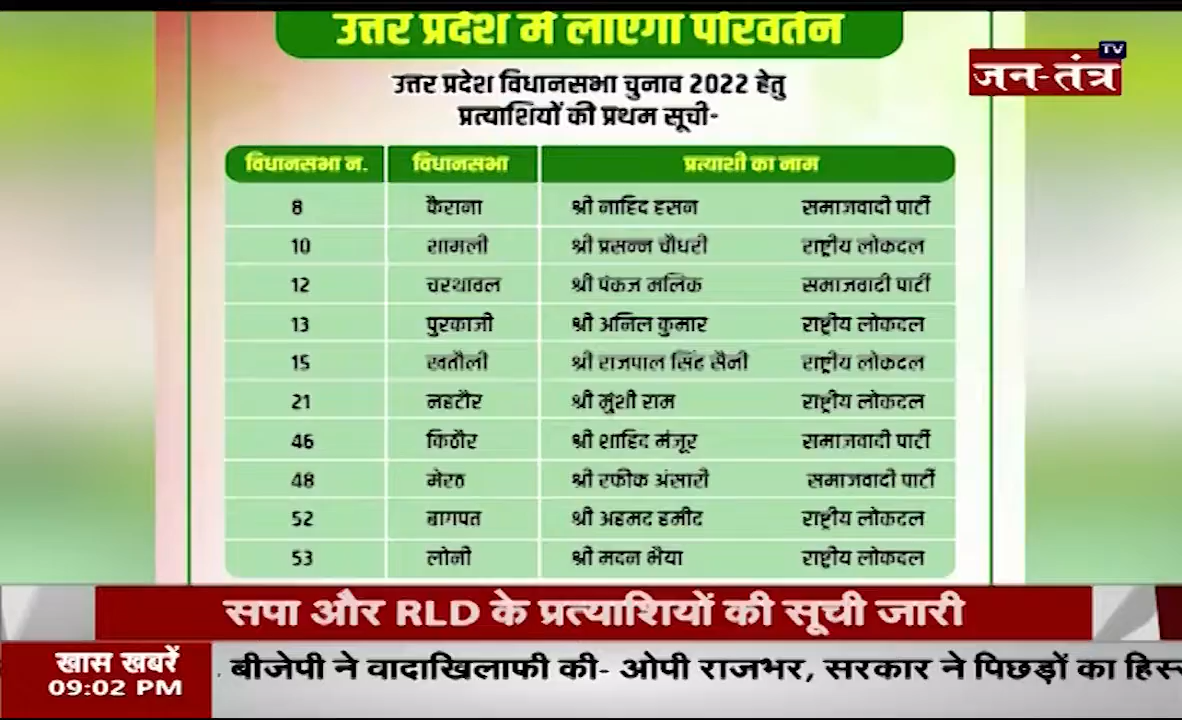 उत्तर प्रदेश में लाएगा परिवर्तन
जन-तंत्र TV
उत्तर प्रदेश विधानसभा चुनाव 2022 हेतु
प्रत्याशियों की प्रथम सूची-
विधानसभा न. विधानसभा प्रत्याशी का नाम
8 कैराना श्री नाहिद हसन समाजवादी पार्टी
10 शामली श्री प्रसन्न चौधरी राष्ट्रीय लोकदल
12 चरथावल श्री पंकज मलिक समाजवादी पार्टी
13 पुरकाजी श्री अनिल कुमार राष्ट्रीय लोकदल
15 खतौली श्री राजपाल सिंह सैनी राष्ट्रीय लोकदल
21 नहटौर श्री मुंशी राम राष्ट्रीय लोकदल
46 किठौर श्री शाहिद मंजूर समाजवादी पार्टी
48 मेरठ श्री रफीक अंसारी समाजवादी पार्टी
52 बागपत श्री अहमद हमीद राष्ट्रीय लोकदल
53 लोनी श्री मदन भैया राष्ट्रीय लोकदल
सपा और RLD के प्रत्याशियों की सूची जारी
खास खबरें
09:02 PM
बीजेपी ने वादाखिलाफी की- ओपी राजभर, सरकार ने पिछड़ों का